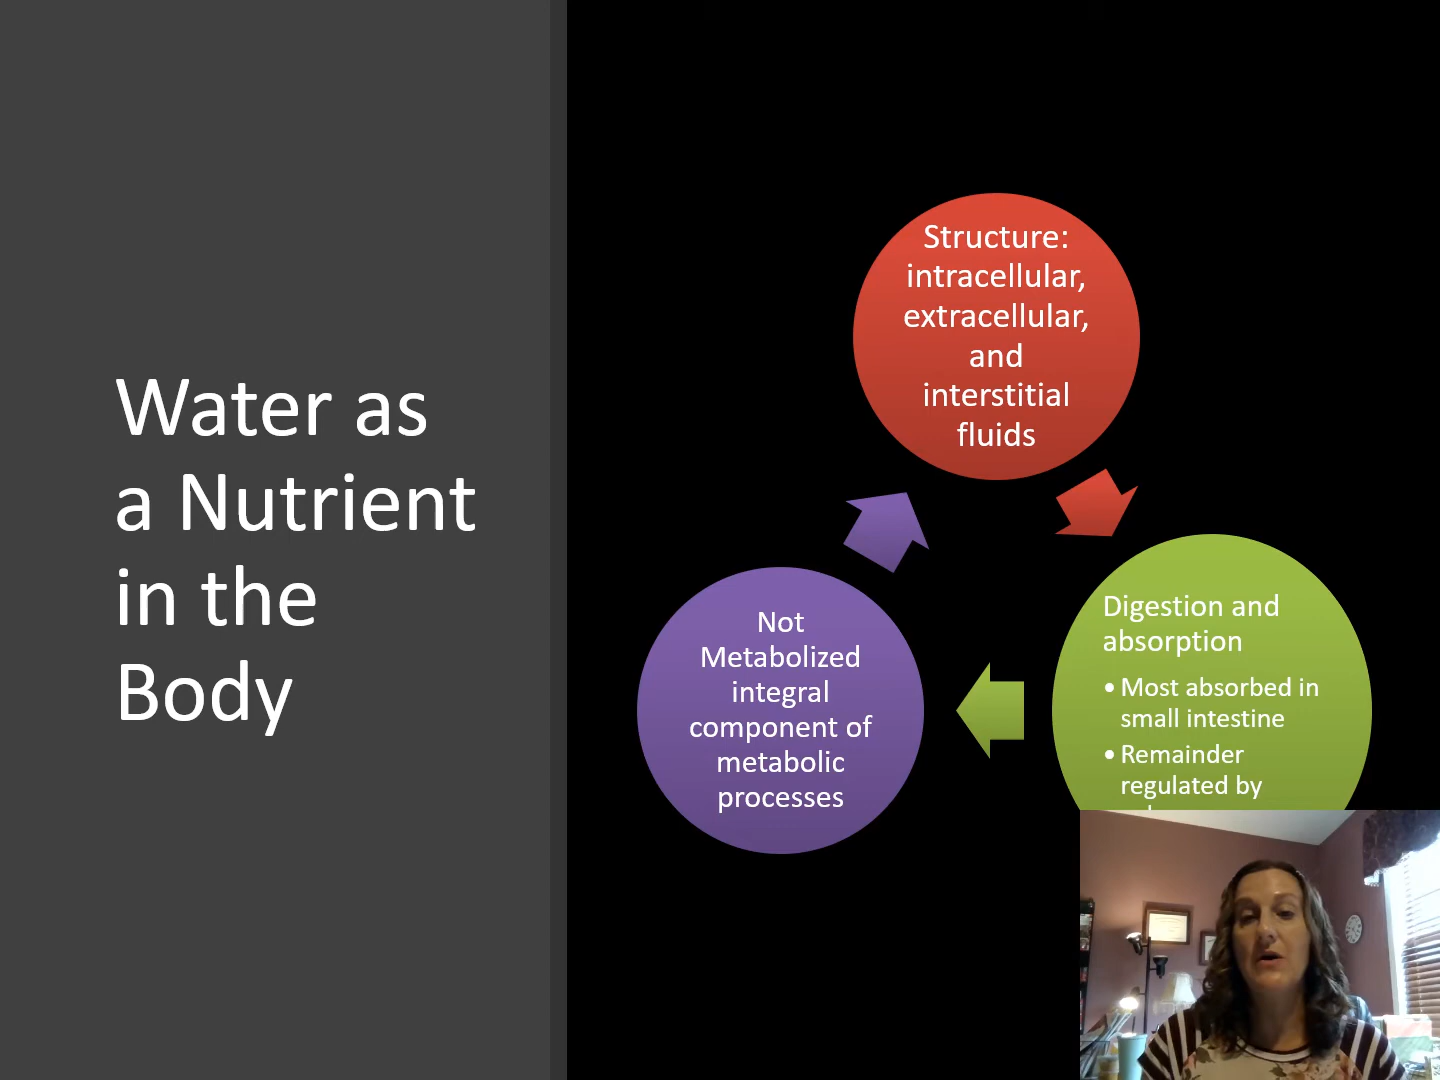 Water as
a Nutrient
in the
Body
Structure:
intracellular,
extracellular,
and
interstitial
fluids
Digestion and
absorption
• Most absorbed in
small intestine
• Remainder
regulated by
Not
Metabolized
integral
component of
metabolic
processes